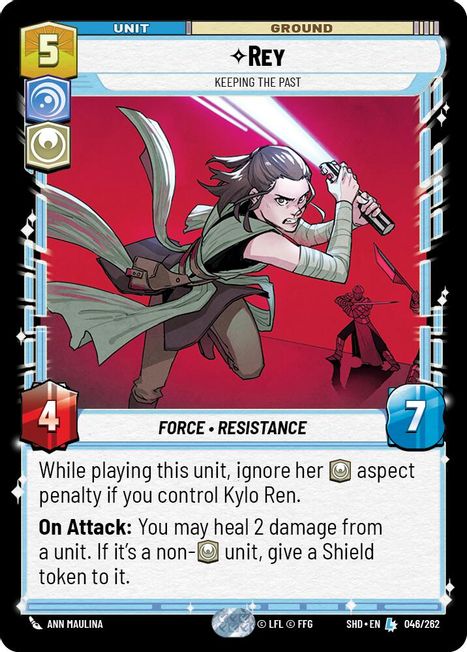 UNIT
GROUND
5
✧REY
KEEPING THE PAST
4
7
FORCE • RESISTANCE
While playing this unit, ignore her aspect
penalty if you control Kylo Ren.
On Attack: You may heal 2 damage from
a unit. If it's a non- unit, give a Shield
token to it.
ANN MAULINA
© LFL © FFG
SHD • EN L 046/262